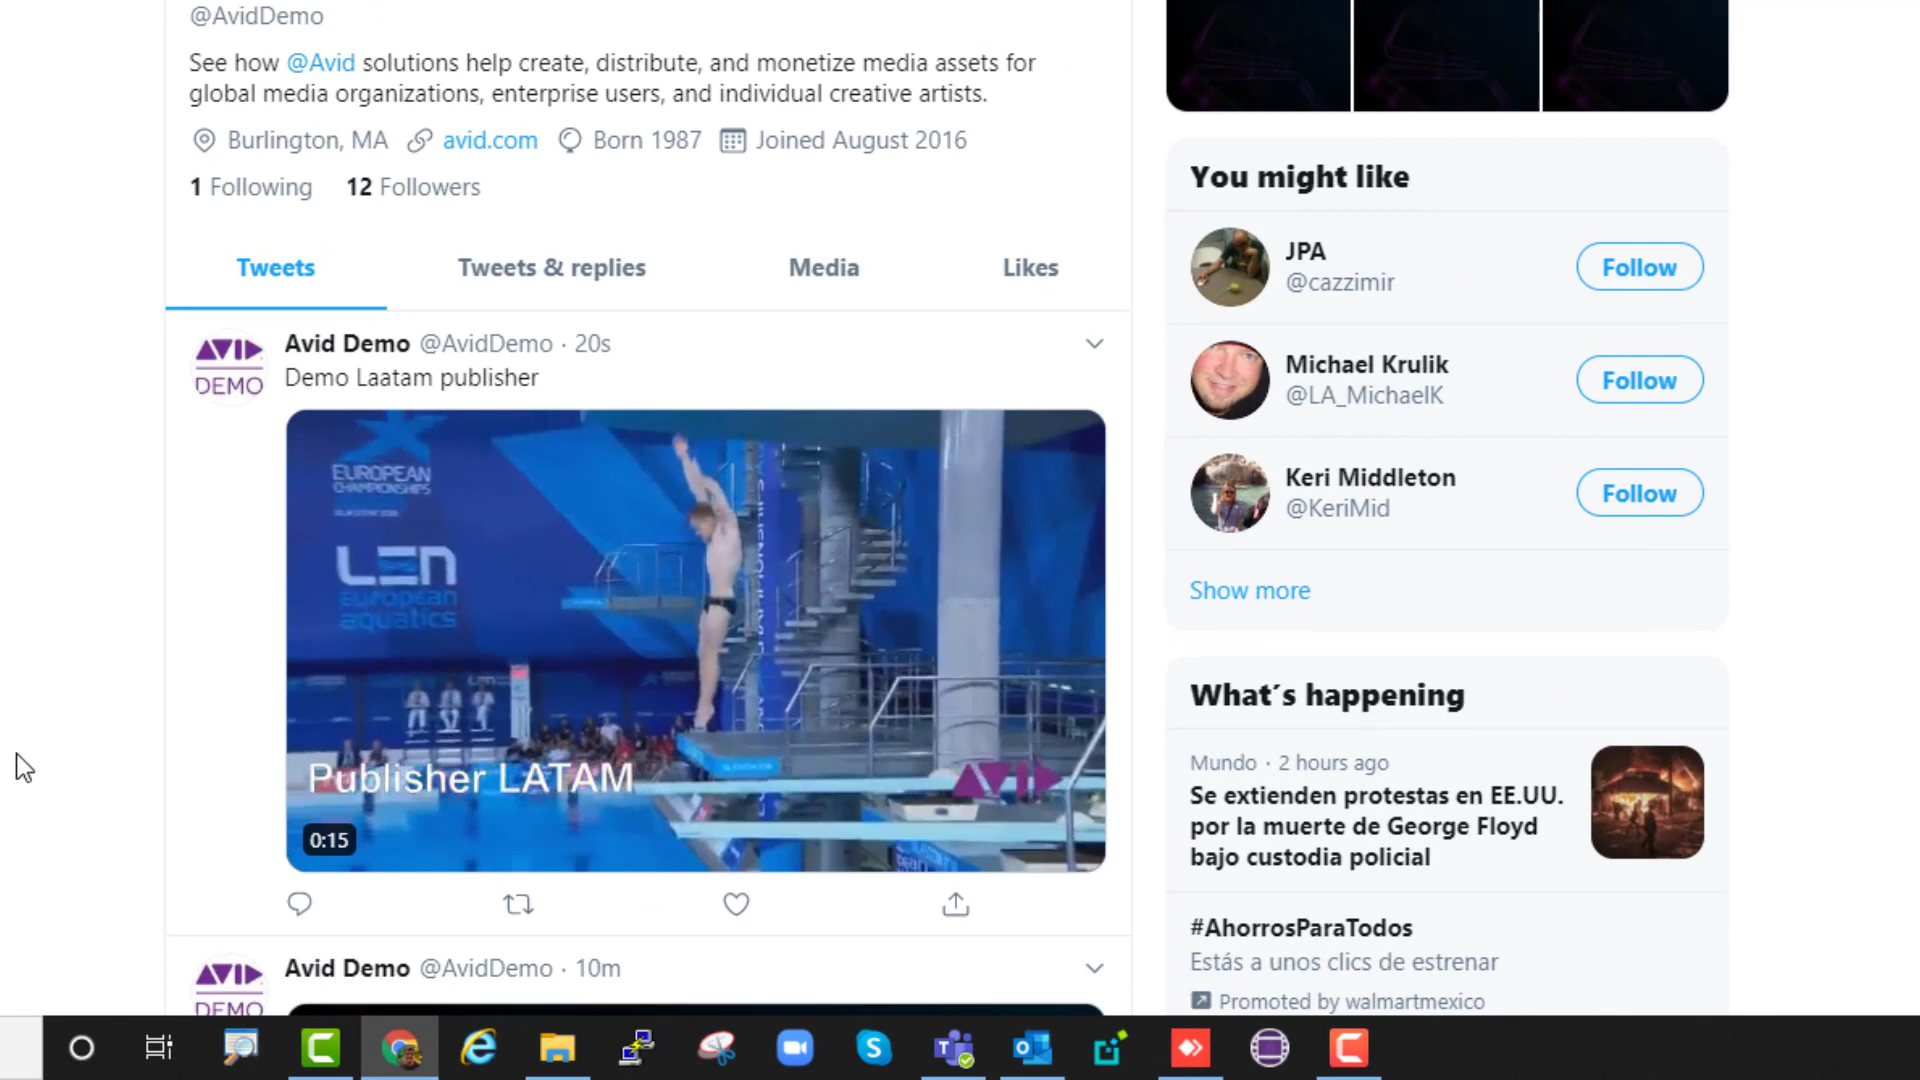 @AvidDemo
See how @Avid solutions help create, distribute, and monetize media assets for
global media organizations, enterprise users, and individual creative artists.
Burlington, MA avid.com Born 1987 Joined August 2016
1 Following 12 Followers
Tweets Tweets & replies Media Likes
AVID
DEMO
Avid Demo @AvidDemo · 20s
Demo Laatam publisher
EUROPEAN
CHAMPIONSHIPS
LEN
european
aquatics
LEN
Publisher LATAM
AVID
0:15
AVID
DEMO
Avid Demo @AvidDemo · 10m
You might like
JPA
@cazzimir
Follow
Michael Krulik
@LA_MichaelK
Follow
Keri Middleton
@KeriMid
Follow
Show more
What´s happening
Mundo · 2 hours ago
Se extienden protestas en EE.UU.
por la muerte de George Floyd
bajo custodia policial
#AhorrosParaTodos
Estás a unos clics de estrenar
Promoted by walmartmexico